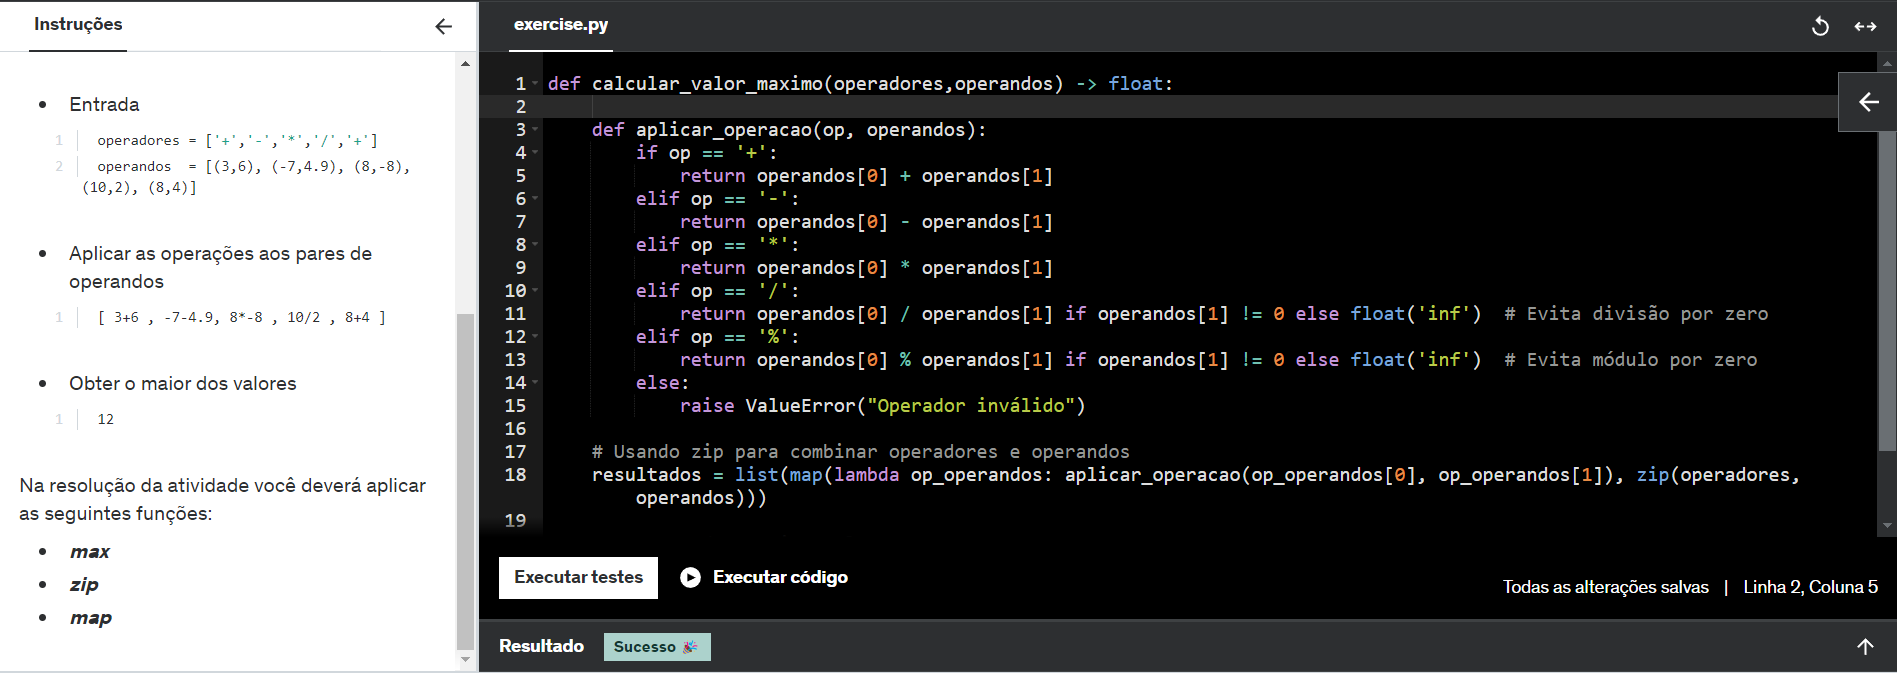 Instruções
Entrada
1 operadores = ['+','-','*','/','+']
2 operandos  = [(3,6), (-7,4.9), (8,-8),
(10,2), (8,4)]
Aplicar as operações aos pares de
operandos
1 [ 3+6 , -7-4.9, 8*-8 , 10/2 , 8+4 ]
Obter o maior dos valores
1 12
Na resolução da atividade você deverá aplicar
as seguintes funções:
max
zip
map
exercise.py
1 def calcular_valor_maximo(operadores,operandos) -> float:
2
3     def aplicar_operacao(op, operandos):
4         if op == '+':
5             return operandos[0] + operandos[1]
6         elif op == '-':
7             return operandos[0] - operandos[1]
8         elif op == '*':
9             return operandos[0] * operandos[1]
10         elif op == '/':
11             return operandos[0] / operandos[1] if operandos[1] != 0 else float('inf')  # Evita divisão por zero
12         elif op == '%':
13             return operandos[0] % operandos[1] if operandos[1] != 0 else float('inf')  # Evita módulo por zero
14         else:
15             raise ValueError("Operador inválido")
16
17     # Usando zip para combinar operadores e operandos
18     resultados = list(map(lambda op_operandos: aplicar_operacao(op_operandos[0], op_operandos[1]), zip(operadores,
operandos)))
19
Executar testes
Executar código
Todas as alterações salvas | Linha 2, Coluna 5
Resultado
Sucesso 🎉